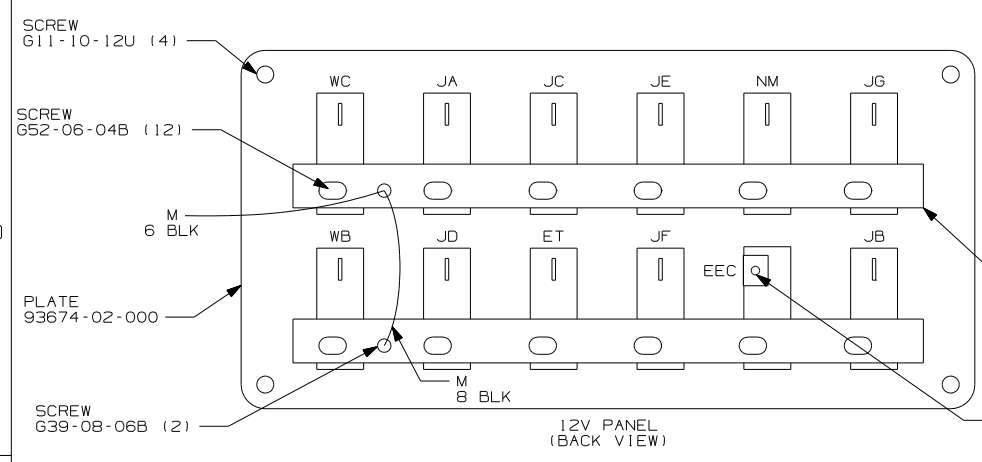 SCREW
G11-10-12U (4)
WC JA JC JE NM JG
SCREW
G52-06-04B (12)
M
6 BLK
WB JD ET JF JB
EEC
PLATE
93674-02-000
M
8 BLK
SCREW
G39-08-06B (2)
12V PANEL
(BACK VIEW)